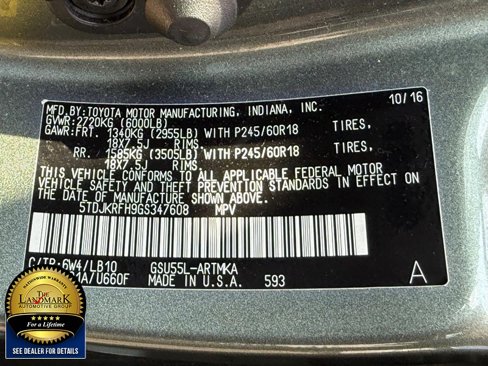 MFD.BY:TOYOTA MOTOR MANUFACTURING, INDIANA, INC. 10/16
GVWR:2720KG (6000LB)
GAWR:FRT. 1340KG (2955LB) WITH P245/60R18 TIRES,
18X7.5J RIMS
RR. 1585KG (3505LB) WITH P245/60R18 TIRES,
18X7.5J RIMS
THIS VEHICLE CONFORMS TO ALL APPLICABLE FEDERAL MOTOR
VEHICLE SAFETY AND THEFT PREVENTION STANDARDS IN EFFECT ON
THE DATE OF MANUFACTURE SHOWN ABOVE.
5TDJKRFH9GS347608 MPV
C/TR:6W4/LB10 GSU55L-ARTMKA
1A/U660F MADE IN U.S.A. 593 A
THE
LANDMARK
AUTOMOTIVE GROUP
For a Lifetime
SEE DEALER FOR DETAILS